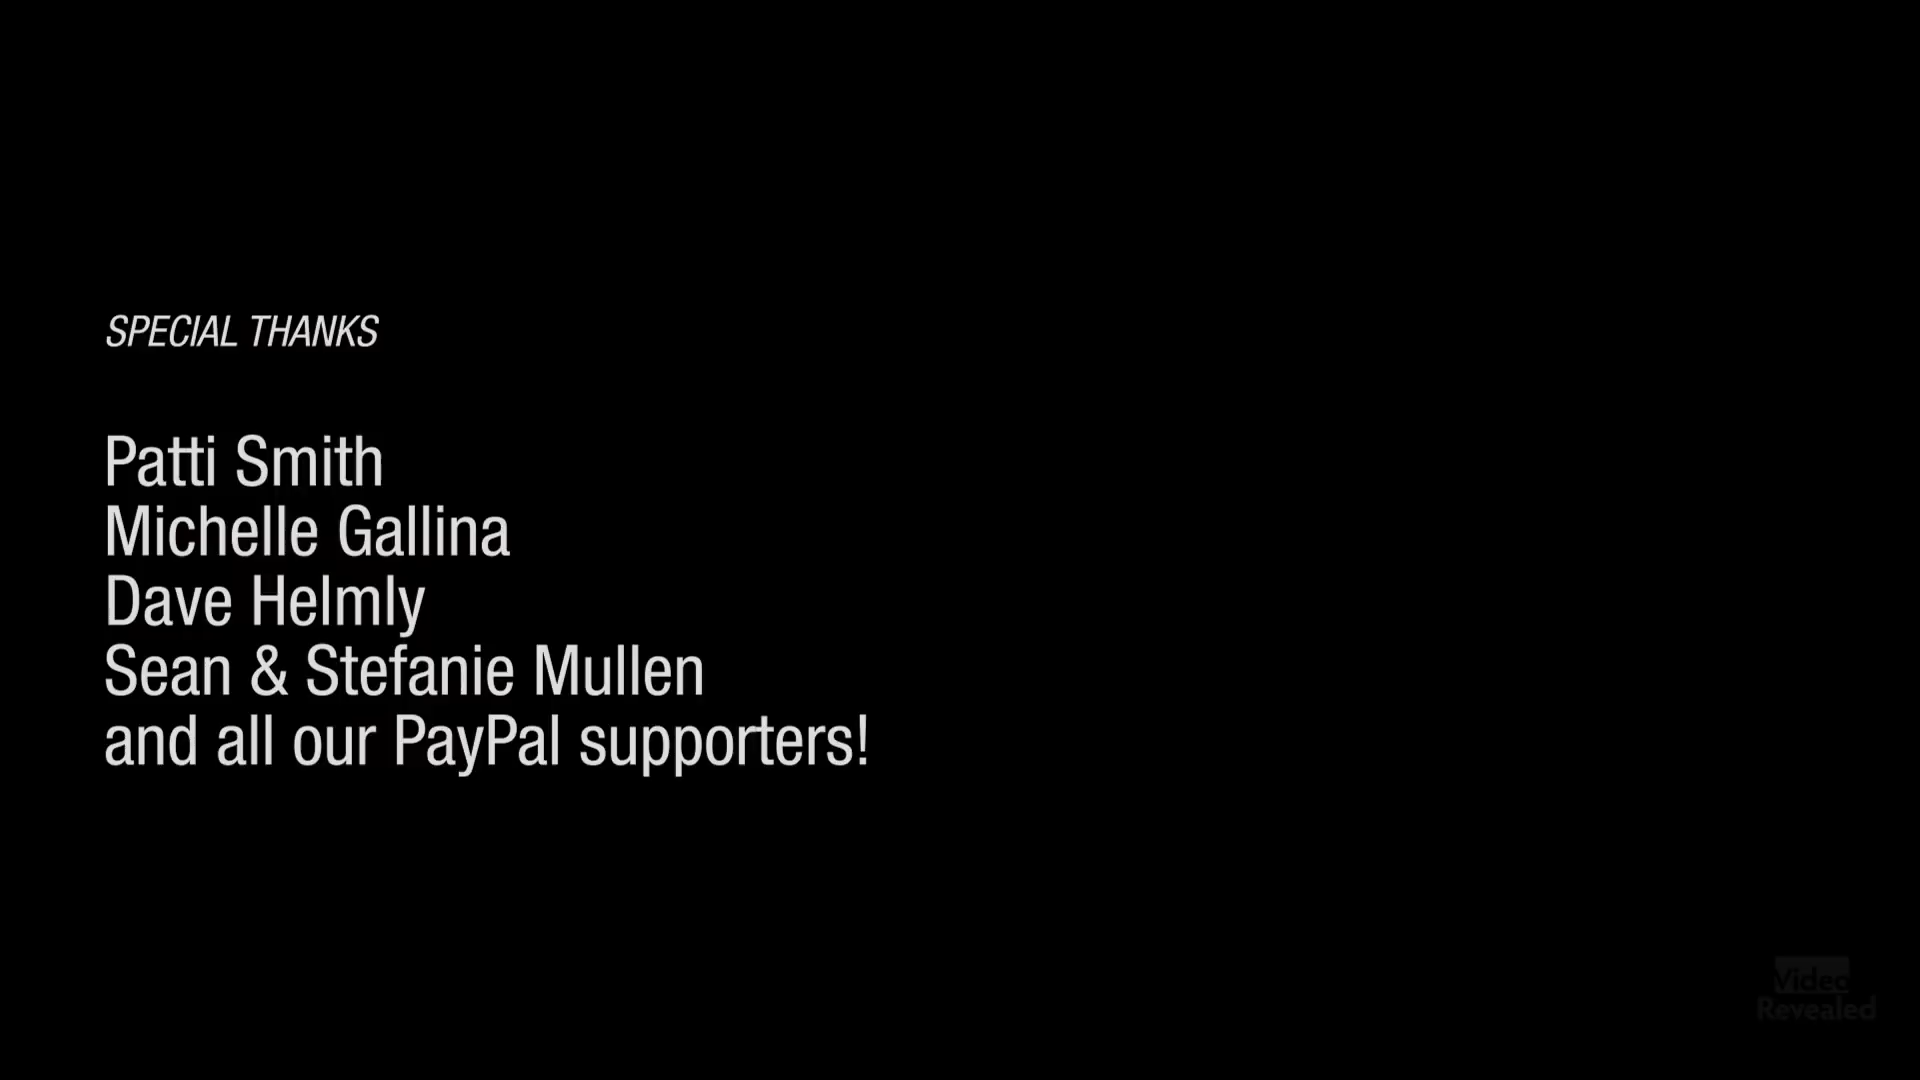 SPECIAL THANKS
Patti Smith
Michelle Gallina
Dave Helmly
Sean & Stefanie Mullen
and all our PayPal supporters!
Video
Revealed